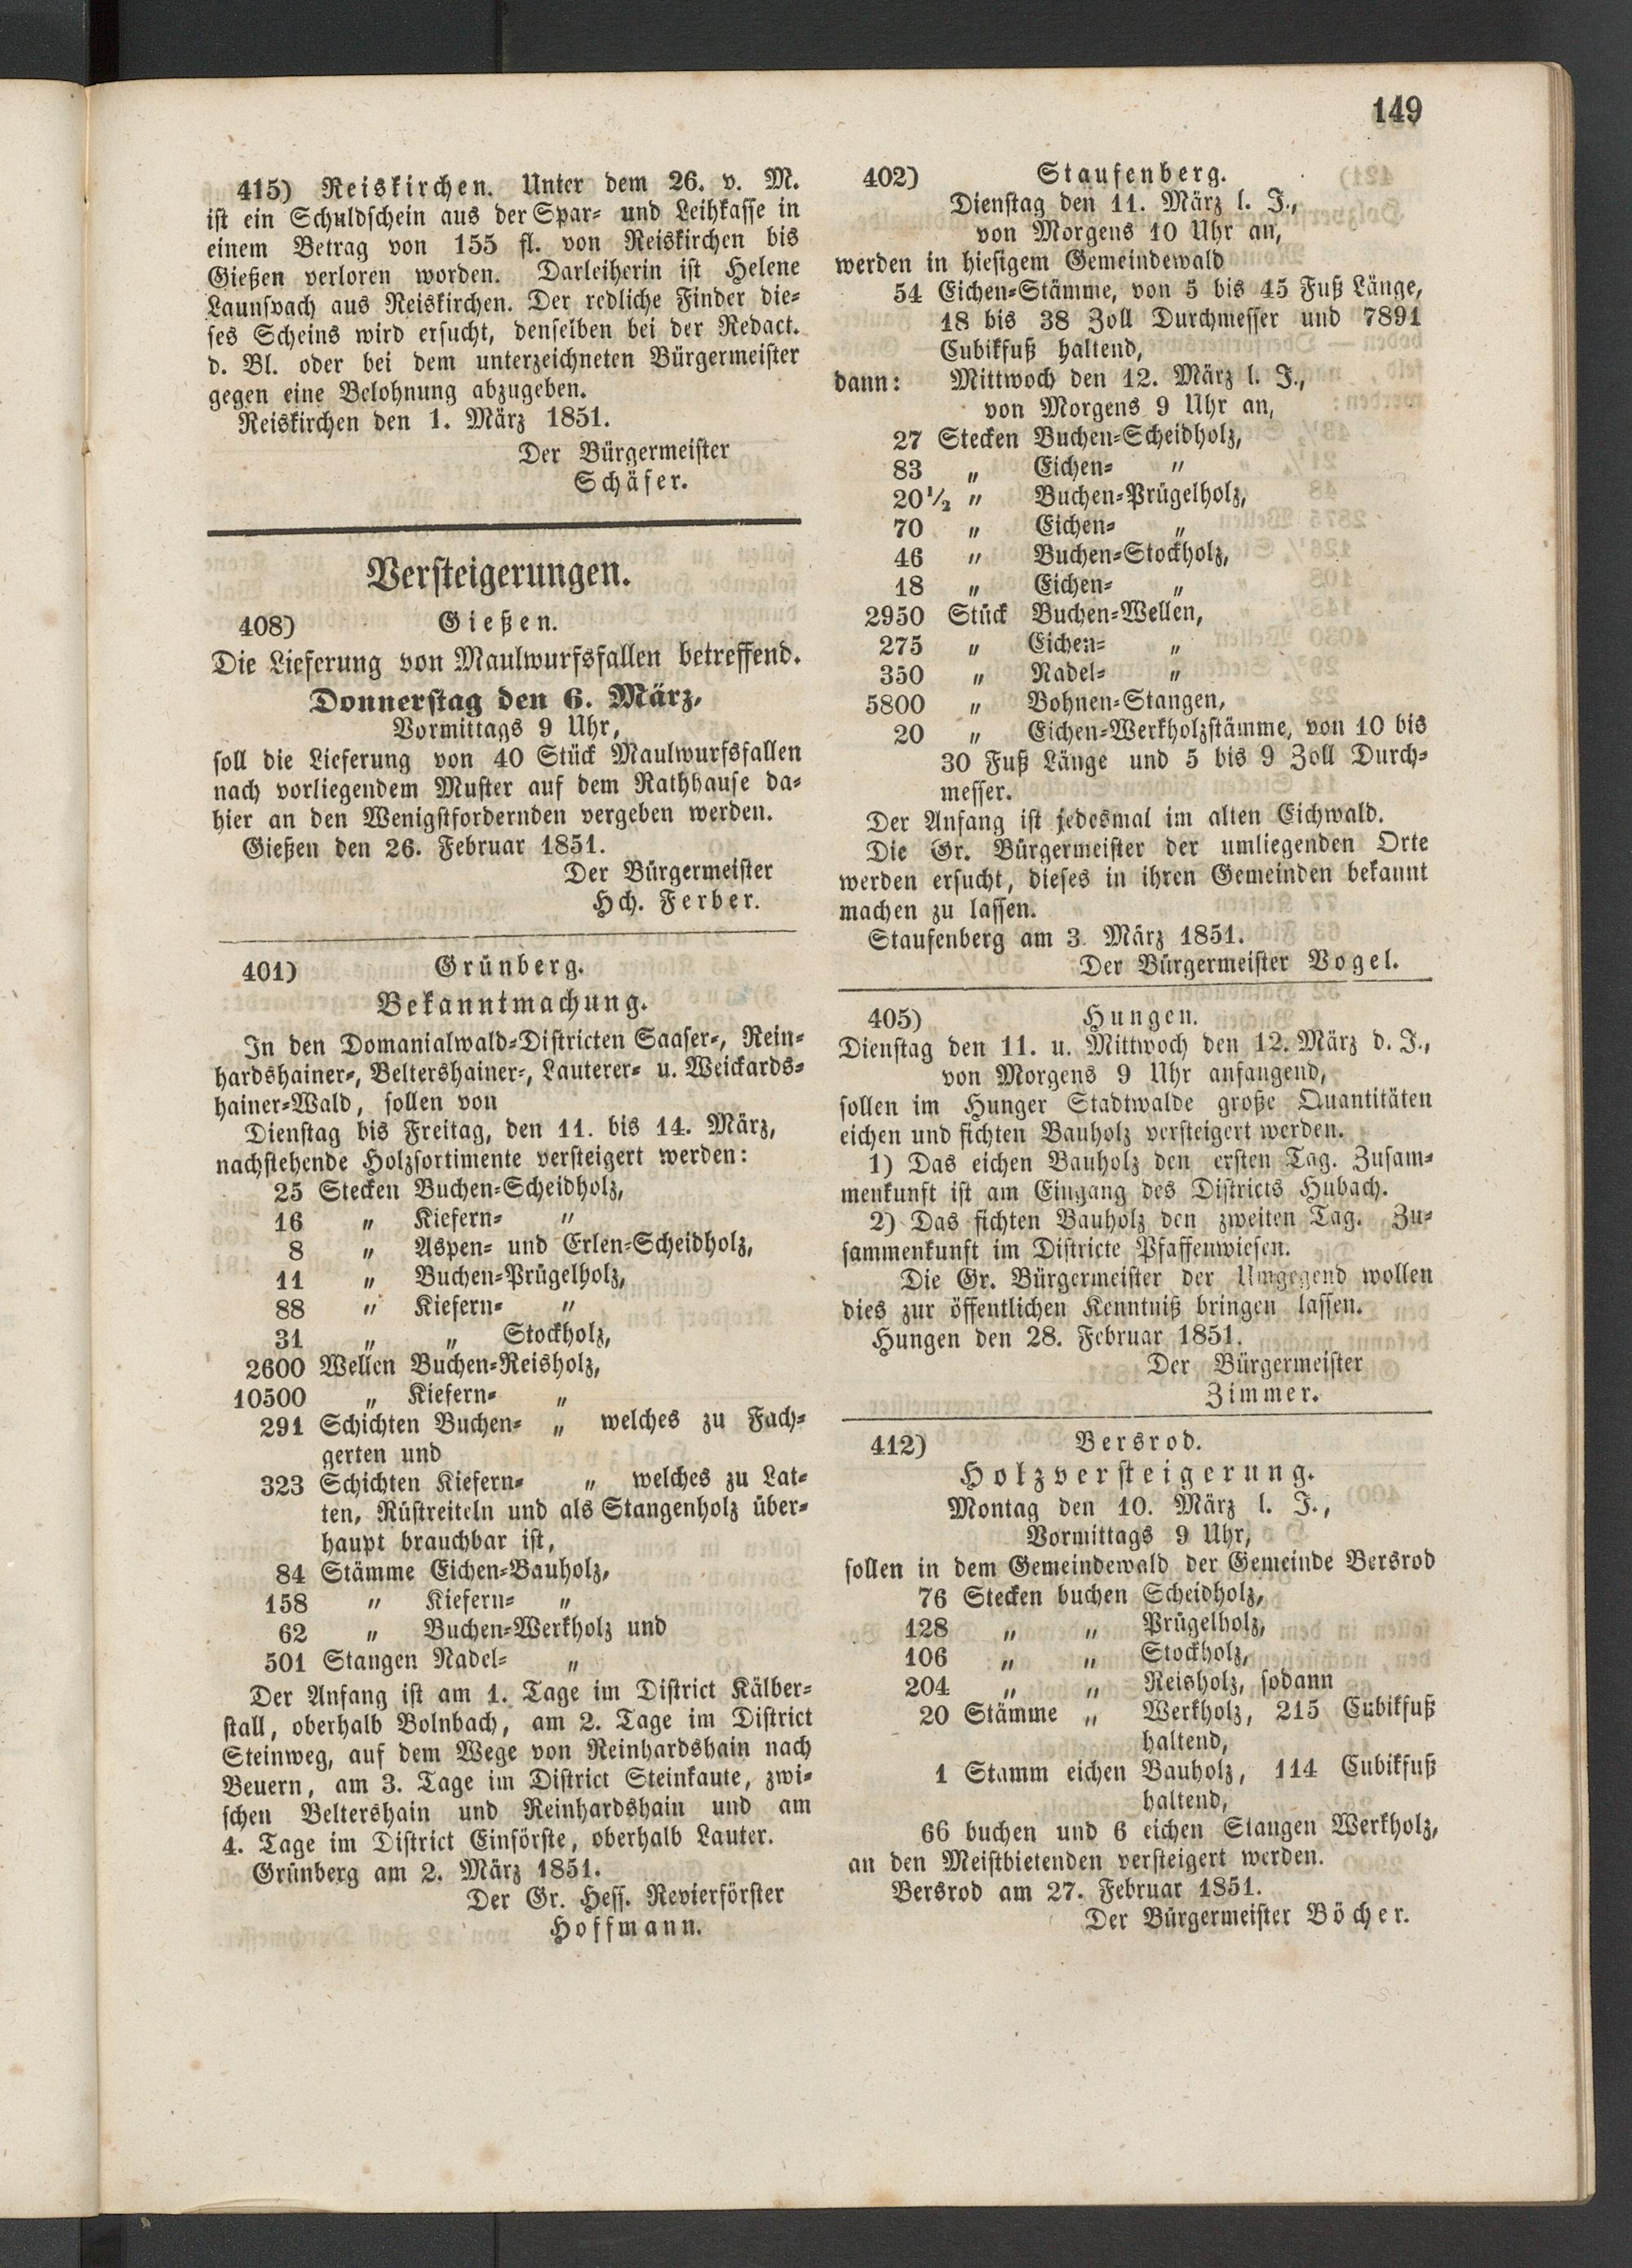 149
415) Reiskirchen. Unter dem 26. v. M.
ist ein Schuldschein aus der Spar- und Leihkasse in
einem Betrag von 155 fl. von Reiskirchen bis
Gießen verloren worden. Darleiherin ist Helene
Launspach aus Reiskirchen. Der redliche Finder die-
ses Scheins wird ersucht, denselben bei der Redact.
d. Bl. oder bei dem unterzeichneten Bürgermeister
gegen eine Belohnung abzugeben.
Reiskirchen den 1. März 1851.
Der Bürgermeister
Schäfer.
Versteigerungen.
408) Gießen.
Die Lieferung von Maulwurfsfallen betreffend.
Donnerstag den 6. März,
Vormittags 9 Uhr,
soll die Lieferung von 40 Stück Maulwurfsfallen
nach vorliegendem Muster auf dem Rathhause da-
hier an den Wenigstfordernden vergeben werden.
Gießen den 26. Februar 1851.
Der Bürgermeister
Hch. Ferber.
401) Grünberg.
Bekanntmachung.
In den Domanialwald-Districten Saaser-, Rein-
hardshainer-, Beltershainer-, Lauterer- u. Weickards-
hainer-Wald, sollen von
Dienstag bis Freitag, den 11. bis 14. März,
nachstehende Holzsortimente versteigert werden:
25 Stecken Buchen-Scheidholz,
16 „ Kiefern- „
8 „ Aspen- und Erlen-Scheidholz,
11 „ Buchen-Prügelholz,
88 „ Kiefern- „
31 „ „ Stockholz,
2600 Wellen Buchen-Reisholz,
10500 „ Kiefern- „
291 Schichten Buchen- „ welches zu Fach-
gerten und
323 Schichten Kiefern- „ welches zu Lat-
ten, Rüstreiteln und als Stangenholz über-
haupt brauchbar ist,
84 Stämme Eichen-Bauholz,
158 „ Kiefern- „
62 „ Buchen-Werkholz und
501 Stangen Nadel- „
Der Anfang ist am 1. Tage im District Kälber-
stall, oberhalb Bolnbach, am 2. Tage im District
Steinweg, auf dem Wege von Reinhardshain nach
Beuern, am 3. Tage im District Steinkaute, zwi-
schen Beltershain und Reinhardshain und am
4. Tage im District Einförste, oberhalb Lauter.
Grünberg am 2. März 1851.
Der Gr. Hess. Revierförster
Hoffmann.
402) Staufenberg.
Dienstag den 11. März l. J.,
von Morgens 10 Uhr an,
werden in hiesigem Gemeindewald
54 Eichen-Stämme, von 5 bis 45 Fuß Länge,
18 bis 38 Zoll Durchmesser und 7891
Cubikfuß haltend,
dann: Mittwoch den 12. März l. J.,
von Morgens 9 Uhr an,
27 Stecken Buchen-Scheidholz,
83 „ Eichen- „
20½ „ Buchen-Prügelholz,
70 „ Eichen- „
46 „ Buchen-Stockholz,
18 „ Eichen- „
2950 Stück Buchen-Wellen,
275 „ Eichen- „
350 „ Nadel- „
5800 „ Bohnen-Stangen,
20 „ Eichen-Werkholzstämme, von 10 bis
30 Fuß Länge und 5 bis 9 Zoll Durch-
messer.
Der Anfang ist jedesmal im alten Eichwald.
Die Gr. Bürgermeister der umliegenden Orte
werden ersucht, dieses in ihren Gemeinden bekannt
machen zu lassen.
Staufenberg am 3. März 1851.
Der Bürgermeister Vogel.
405) Hungen.
Dienstag den 11. u. Mittwoch den 12. März d. J.,
von Morgens 9 Uhr anfangend,
sollen im Hunger Stadtwalde große Quantitäten
eichen und fichten Bauholz versteigert werden.
1) Das eichen Bauholz den ersten Tag. Zusam-
menkunft ist am Eingang des Districts Hubach.
2) Das fichten Bauholz den zweiten Tag. Zu-
sammenkunft im Districte Pfaffenwiesen.
Die Gr. Bürgermeister der Umgegend wollen
dies zur öffentlichen Kenntniß bringen lassen.
Hungen den 28. Februar 1851.
Der Bürgermeister
Zimmer.
412) Bersrod.
Holzversteigerung.
Montag den 10. März l. J.,
Vormittags 9 Uhr,
sollen in dem Gemeindewald der Gemeinde Bersrod
76 Stecken buchen Scheidholz,
128 „ „ Prügelholz,
106 „ „ Stockholz,
204 „ „ Reisholz, sodann
20 Stämme „ Werkholz, 215 Cubikfuß
haltend,
1 Stamm eichen Bauholz, 114 Cubikfuß
haltend,
66 buchen und 6 eichen Stangen Werkholz,
an den Meistbietenden versteigert werden.
Bersrod am 27. Februar 1851.
Der Bürgermeister Böcher.